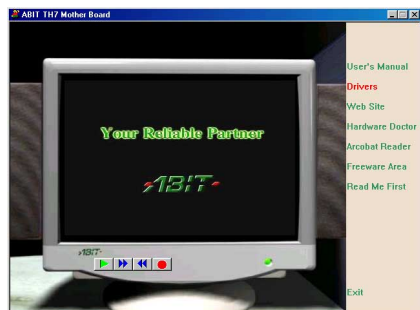 ABIT TH7 Mother Board
Your Reliable Partner
ABIT
ABIT
User's Manual
Drivers
Web Site
Hardware Doctor
Arcobat Reader
Freeware Area
Read Me First
Exit